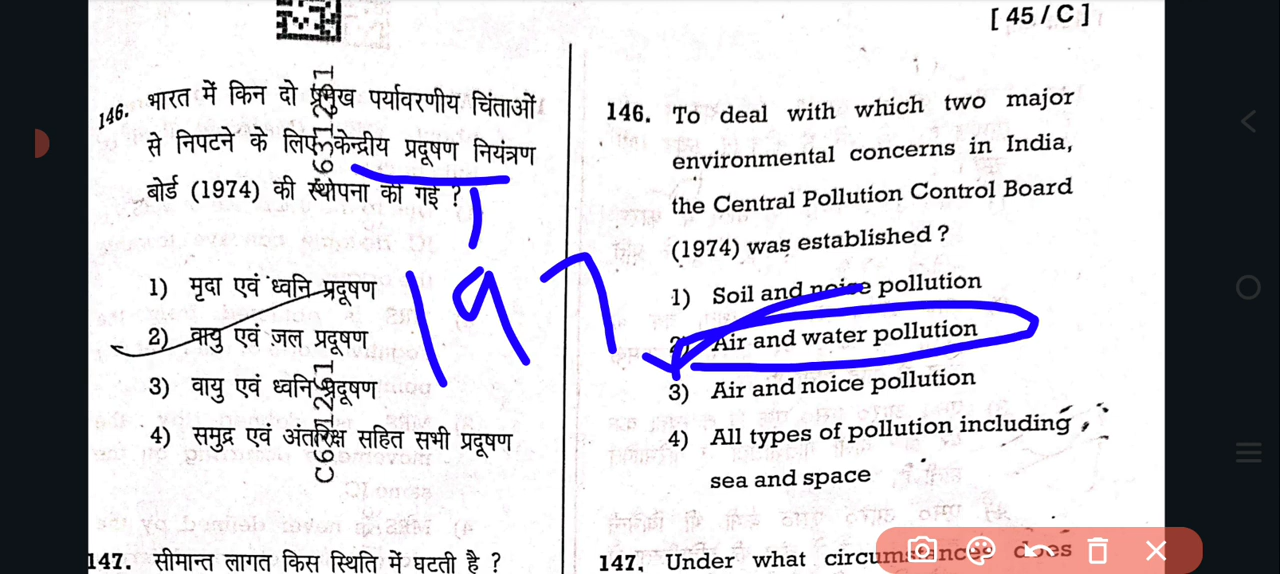 [ 45 / C ]
146. भारत में किन दो प्रमुख पर्यावरणीय चिंताओं
से निपटने के लिए केन्द्रीय प्रदूषण नियंत्रण
बोर्ड (1974) की स्थापना की गई ?
1) मृदा एवं ध्वनि प्रदूषण
2) वायु एवं जल प्रदूषण
3) वायु एवं ध्वनि प्रदूषण
4) समुद्र एवं अंतरिक्ष सहित सभी प्रदूषण
147. सीमान्त लागत किस स्थिति में घटती है ?
197
146. To deal with which two major
environmental concerns in India,
the Central Pollution Control Board
(1974) was established ?
1) Soil and noise pollution
2) Air and water pollution
3) Air and noice pollution
4) All types of pollution including
sea and space
147. Under what circumstances does